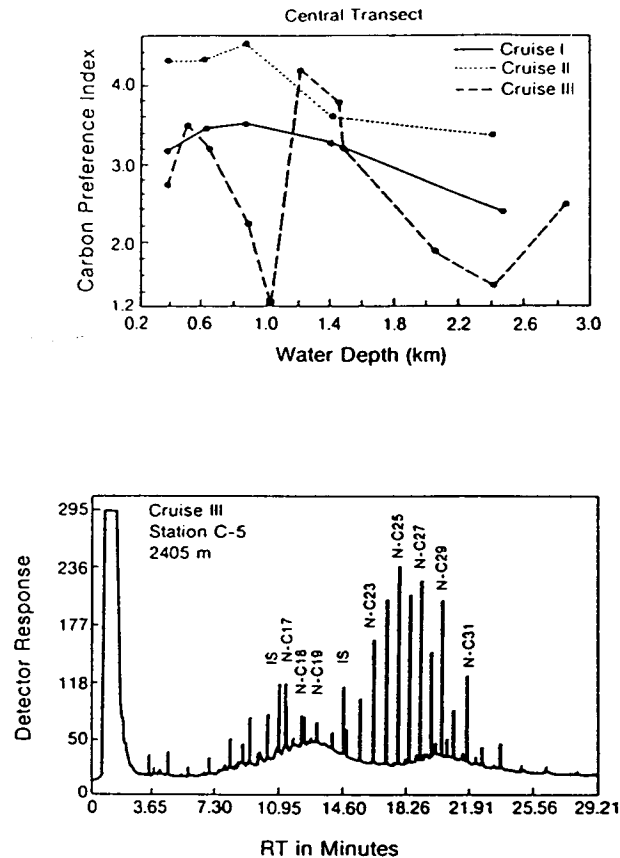 Central Transect
Carbon Preference Index
4.0
3.0
2.0
1.2
Cruise I
Cruise II
Cruise III
0.2 0.6 1.0 1.4 1.8 2.2 2.6 3.0
Water Depth (km)
Detector Response
295
236
177
118
50
0
Cruise III
Station C-5
2405 m
IS
N-C17
N-C18
N-C19
IS
N-C23
N-C25
N-C27
N-C29
N-C31
0 3.65 7.30 10.95 14.60 18.26 21.91 25.56 29.21
RT in Minutes